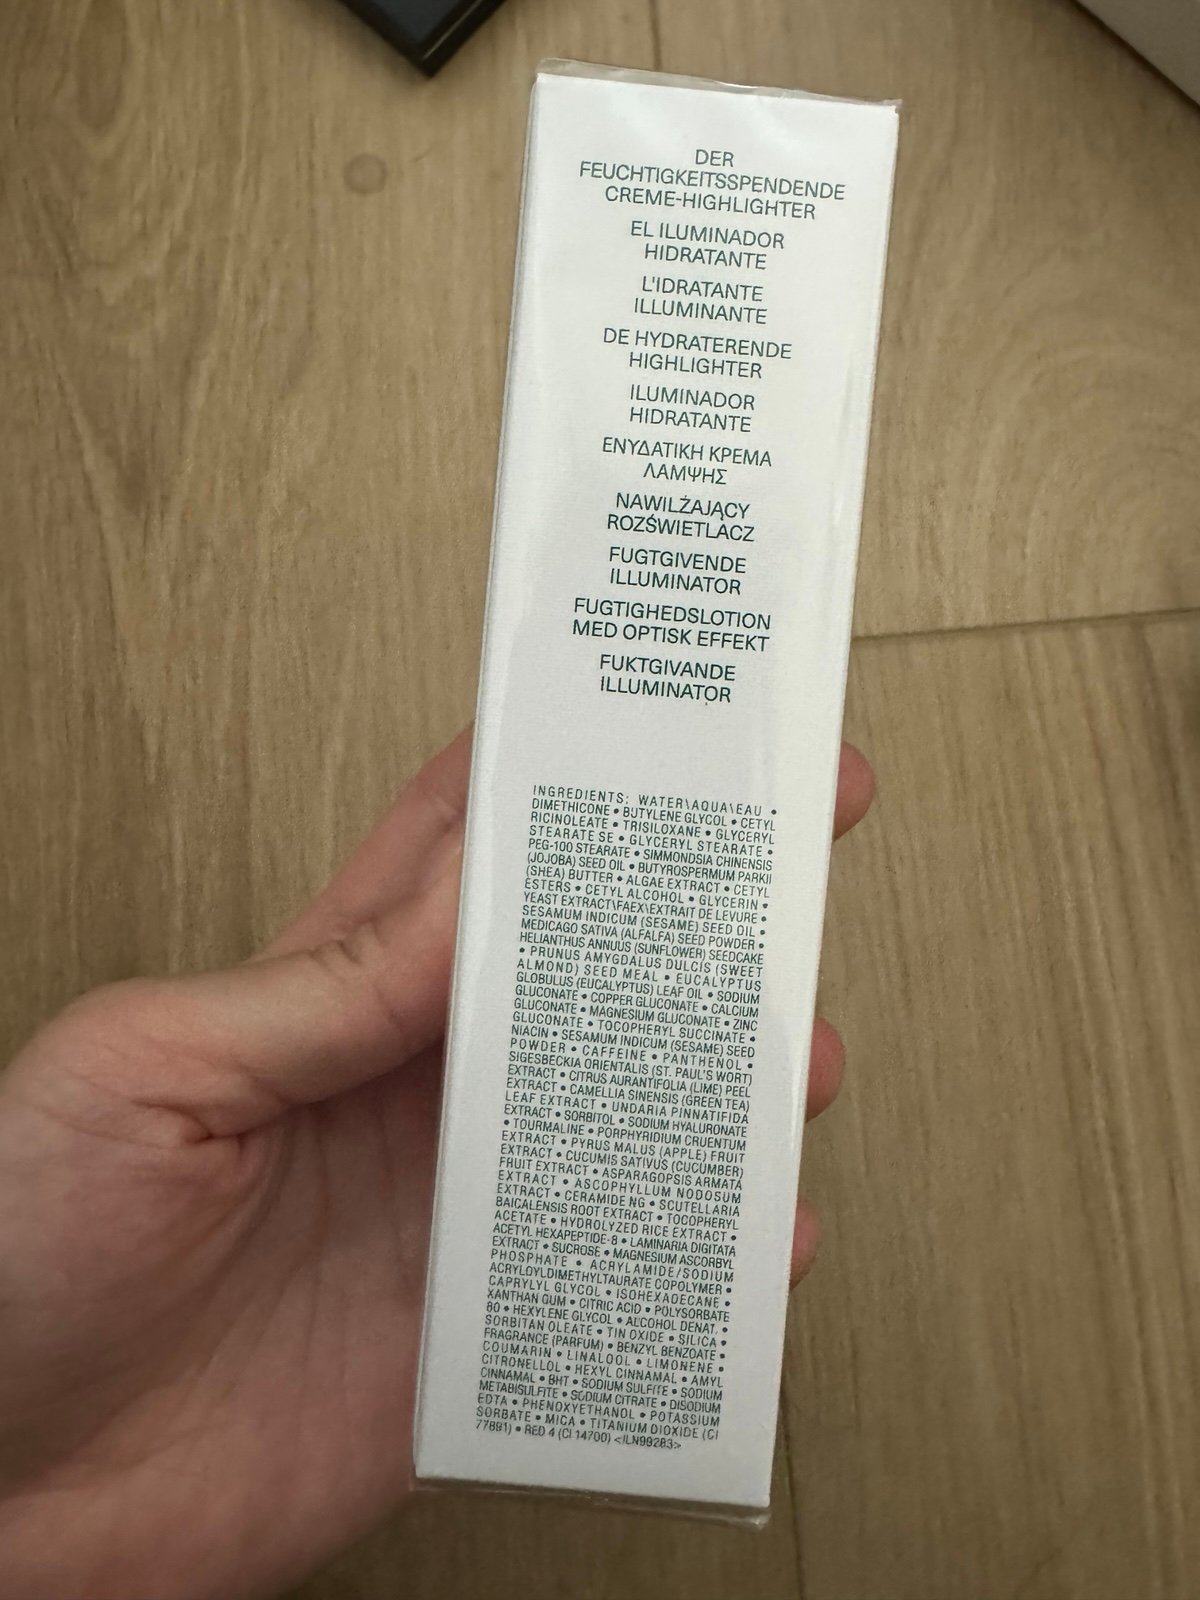 DER
FEUCHTIGKEITSSPENDENDE
CREME-HIGHLIGHTER
EL ILUMINADOR
HIDRATANTE
L'IDRATANTE
ILLUMINANTE
DE HYDRATERENDE
HIGHLIGHTER
ILUMINADOR
HIDRATANTE
ΕΝΥΔΑΤΙΚΗ ΚΡΕΜΑ
ΛΑΜΨΗΣ
NAWILŻAJĄCY
ROZŚWIETLACZ
FUGTGIVENDE
ILLUMINATOR
FUGTIGHEDSLOTION
MED OPTISK EFFEKT
FUKTGIVANDE
ILLUMINATOR
INGREDIENTS: WATER\AQUA\EAU •
DIMETHICONE • BUTYLENE GLYCOL • CETYL
RICINOLEATE • TRISILOXANE • GLYCERYL
STEARATE SE • GLYCERYL STEARATE •
PEG-100 STEARATE • SIMMONDSIA CHINENSIS
(JOJOBA) SEED OIL • BUTYROSPERMUM PARKII
(SHEA) BUTTER • ALGAE EXTRACT • CETYL
ESTERS • CETYL ALCOHOL • GLYCERIN •
YEAST EXTRACT\FAEX\EXTRAIT DE LEVURE •
SESAMUM INDICUM (SESAME) SEED OIL •
MEDICAGO SATIVA (ALFALFA) SEED POWDER •
HELIANTHUS ANNUUS (SUNFLOWER) SEEDCAKE
• PRUNUS AMYGDALUS DULCIS (SWEET
ALMOND) SEED MEAL • EUCALYPTUS
GLOBULUS (EUCALYPTUS) LEAF OIL • SODIUM
GLUCONATE • COPPER GLUCONATE • CALCIUM
GLUCONATE • MAGNESIUM GLUCONATE • ZINC
GLUCONATE • TOCOPHERYL SUCCINATE •
NIACIN • SESAMUM INDICUM (SESAME) SEED
POWDER • CAFFEINE • PANTHENOL •
SIGESBECKIA ORIENTALIS (ST. PAUL'S WORT)
EXTRACT • CITRUS AURANTIFOLIA (LIME) PEEL
EXTRACT • CAMELLIA SINENSIS (GREEN TEA)
LEAF EXTRACT • UNDARIA PINNATIFIDA
EXTRACT • SORBITOL • SODIUM HYALURONATE
• TOURMALINE • PORPHYRIDIUM CRUENTUM
EXTRACT • PYRUS MALUS (APPLE) FRUIT
EXTRACT • CUCUMIS SATIVUS (CUCUMBER)
FRUIT EXTRACT • ASPARAGOPSIS ARMATA
EXTRACT • ASCOPHYLLUM NODOSUM
EXTRACT • CERAMIDE NG • SCUTELLARIA
BAICALENSIS ROOT EXTRACT • TOCOPHERYL
ACETATE • HYDROLYZED RICE EXTRACT •
ACETYL HEXAPEPTIDE-8 • LAMINARIA DIGITATA
EXTRACT • SUCROSE • MAGNESIUM ASCORBYL
PHOSPHATE • ACRYLAMIDE/SODIUM
ACRYLOYLDIMETHYLTAURATE COPOLYMER •
CAPRYLYL GLYCOL • ISOHEXADECANE •
XANTHAN GUM • CITRIC ACID • POLYSORBATE
80 • HEXYLENE GLYCOL • ALCOHOL DENAT. •
SORBITAN OLEATE • TIN OXIDE • SILICA •
FRAGRANCE (PARFUM) • BENZYL BENZOATE •
COUMARIN • LINALOOL • LIMONENE •
CITRONELLOL • HEXYL CINNAMAL • AMYL
CINNAMAL • BHT • SODIUM SULFITE • SODIUM
METABISULFITE • SODIUM CITRATE • DISODIUM
EDTA • PHENOXYETHANOL • POTASSIUM
SORBATE • MICA • TITANIUM DIOXIDE (CI
77891) • RED 4 (CI 14700) <ILN99283>